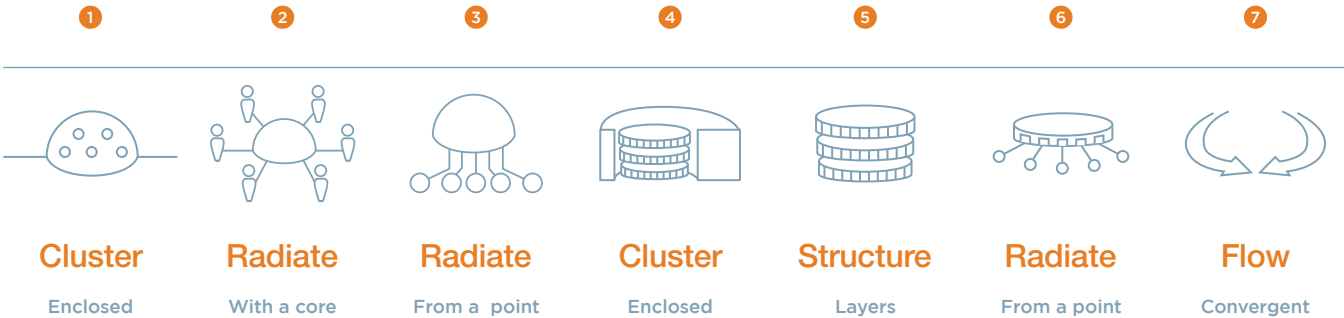 1 2 3 4 5 6 7
Cluster Radiate Radiate Cluster Structure Radiate Flow
Enclosed With a core From a point Enclosed Layers From a point Convergent